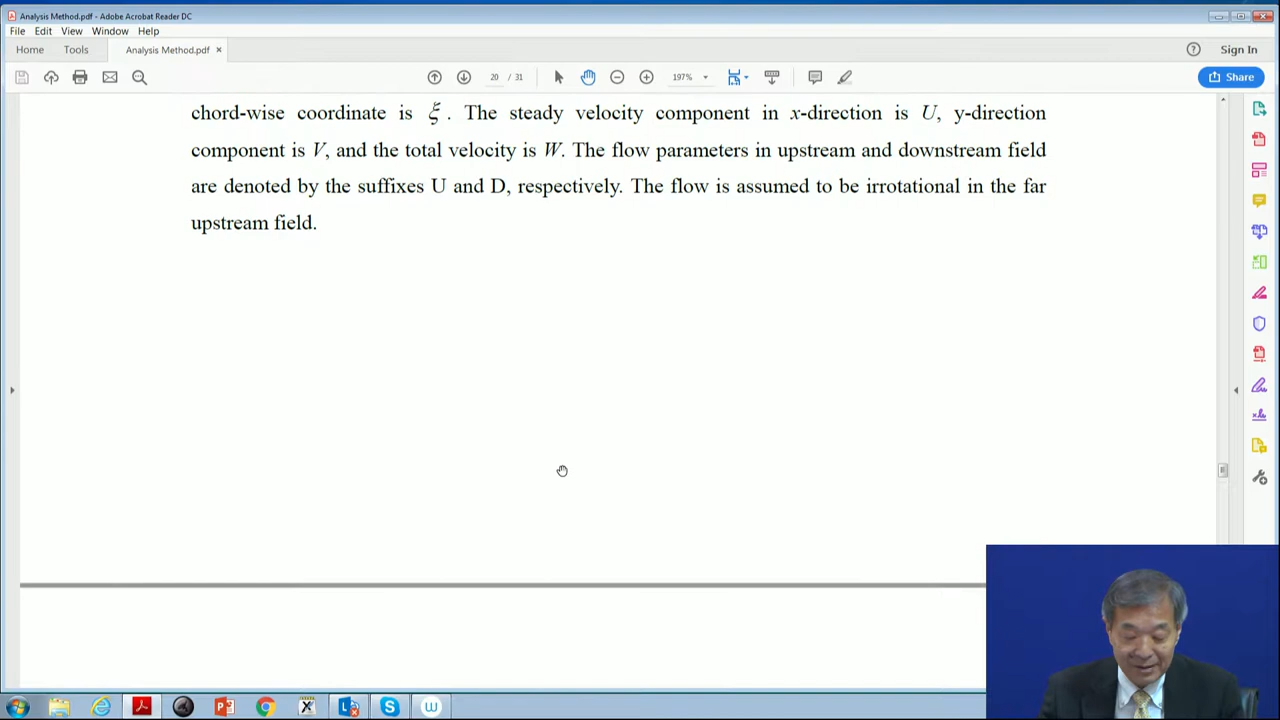 Analysis Method.pdf - Adobe Acrobat Reader DC
File Edit View Window Help
Home Tools Analysis Method.pdf × ? Sign In
20 / 31 197% Share
chord-wise coordinate is ξ . The steady velocity component in x-direction is U, y-direction
component is V, and the total velocity is W. The flow parameters in upstream and downstream field
are denoted by the suffixes U and D, respectively. The flow is assumed to be irrotational in the far
upstream field.